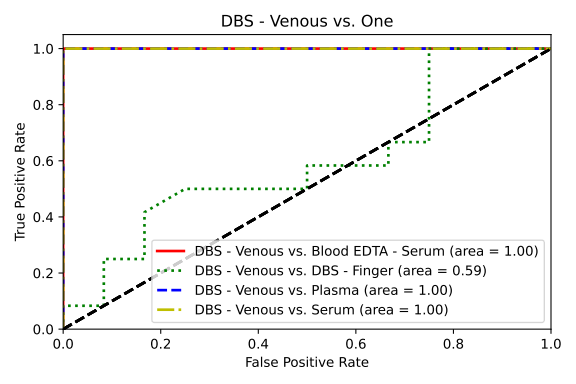 DBS - Venous vs. One
True Positive Rate
1.0
0.8
0.6
0.4
0.2
0.0
DBS - Venous vs. Blood EDTA - Serum (area = 1.00)
DBS - Venous vs. DBS - Finger (area = 0.59)
DBS - Venous vs. Plasma (area = 1.00)
DBS - Venous vs. Serum (area = 1.00)
0.0 0.2 0.4 0.6 0.8 1.0
False Positive Rate